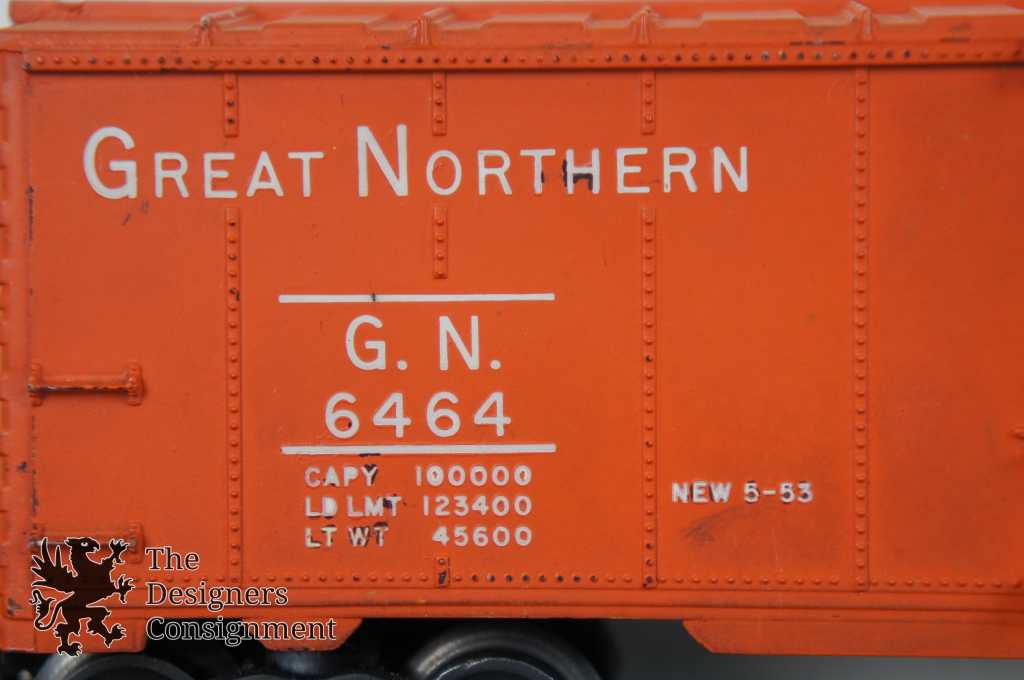 GREAT NORTHERN
G. N.
6464
CAPY 100000
LD LMT 123400
LT WT 45600
NEW 5-53
The
Designers
Consignment